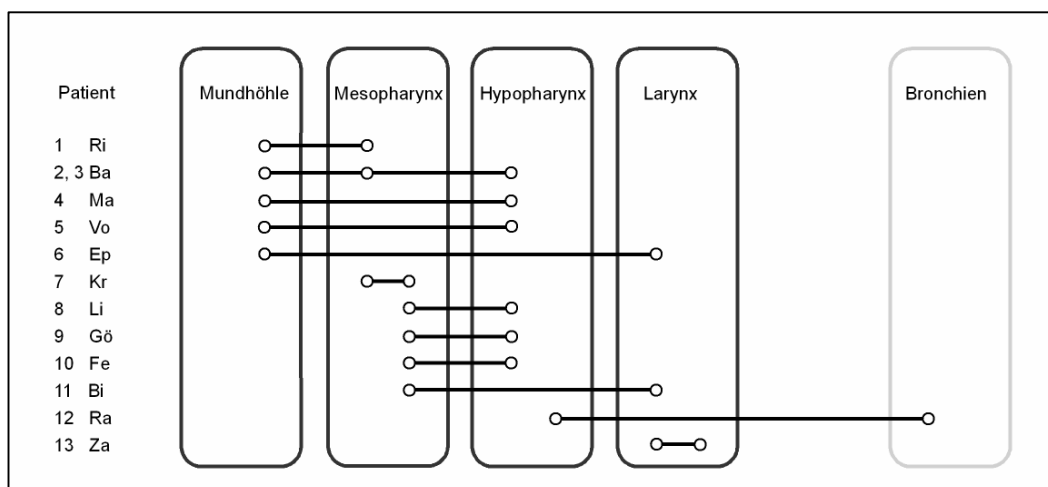 Patient Mundhöhle Mesopharynx Hypopharynx Larynx Bronchien
1 Ri
2, 3 Ba
4 Ma
5 Vo
6 Ep
7 Kr
8 Li
9 Gö
10 Fe
11 Bi
12 Ra
13 Za